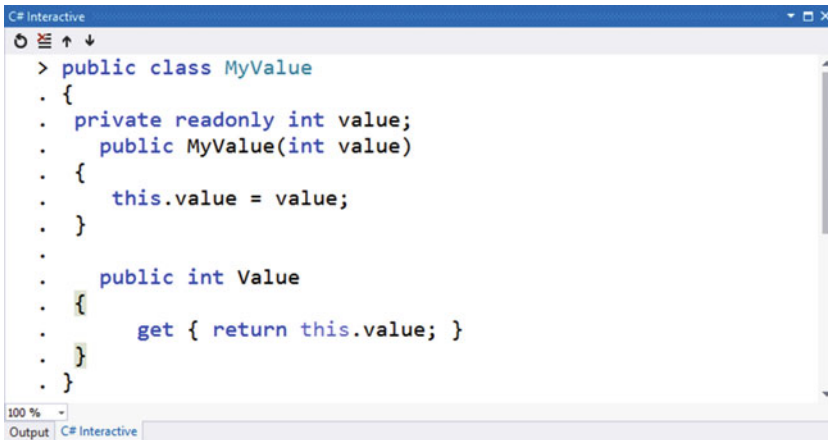 C# Interactive
> public class MyValue
. {
. private readonly int value;
. public MyValue(int value)
. {
. this.value = value;
. }
.
. public int Value
. {
. get { return this.value; }
. }
. }
100 %
Output C# Interactive